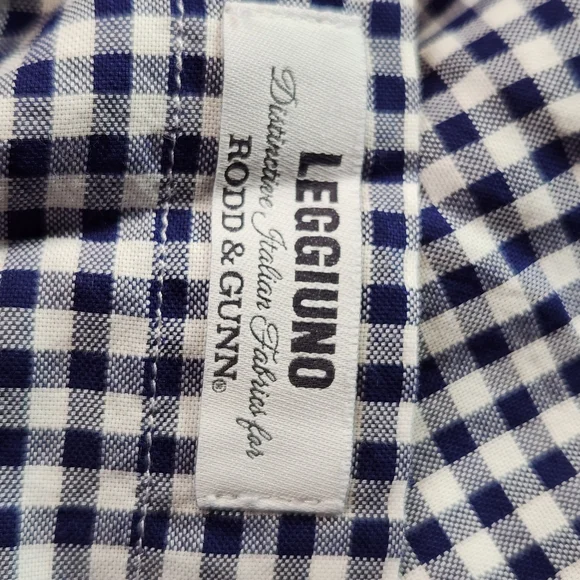 LEGGIUNO
Distinctive Italian Fabrics for
RODD & GUNN®